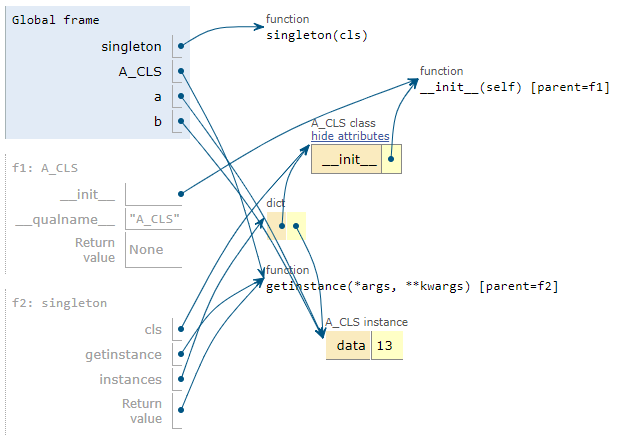 Global frame
singleton
A_CLS
a
b
function
singleton(cls)
function
__init__(self) [parent=f1]
A_CLS class
hide attributes
__init__
f1: A_CLS
__init__
__qualname__ "A_CLS"
Return
value None
dict
function
getinstance(*args, **kwargs) [parent=f2]
f2: singleton
cls
getinstance
instances
Return
value
A_CLS instance
data 13